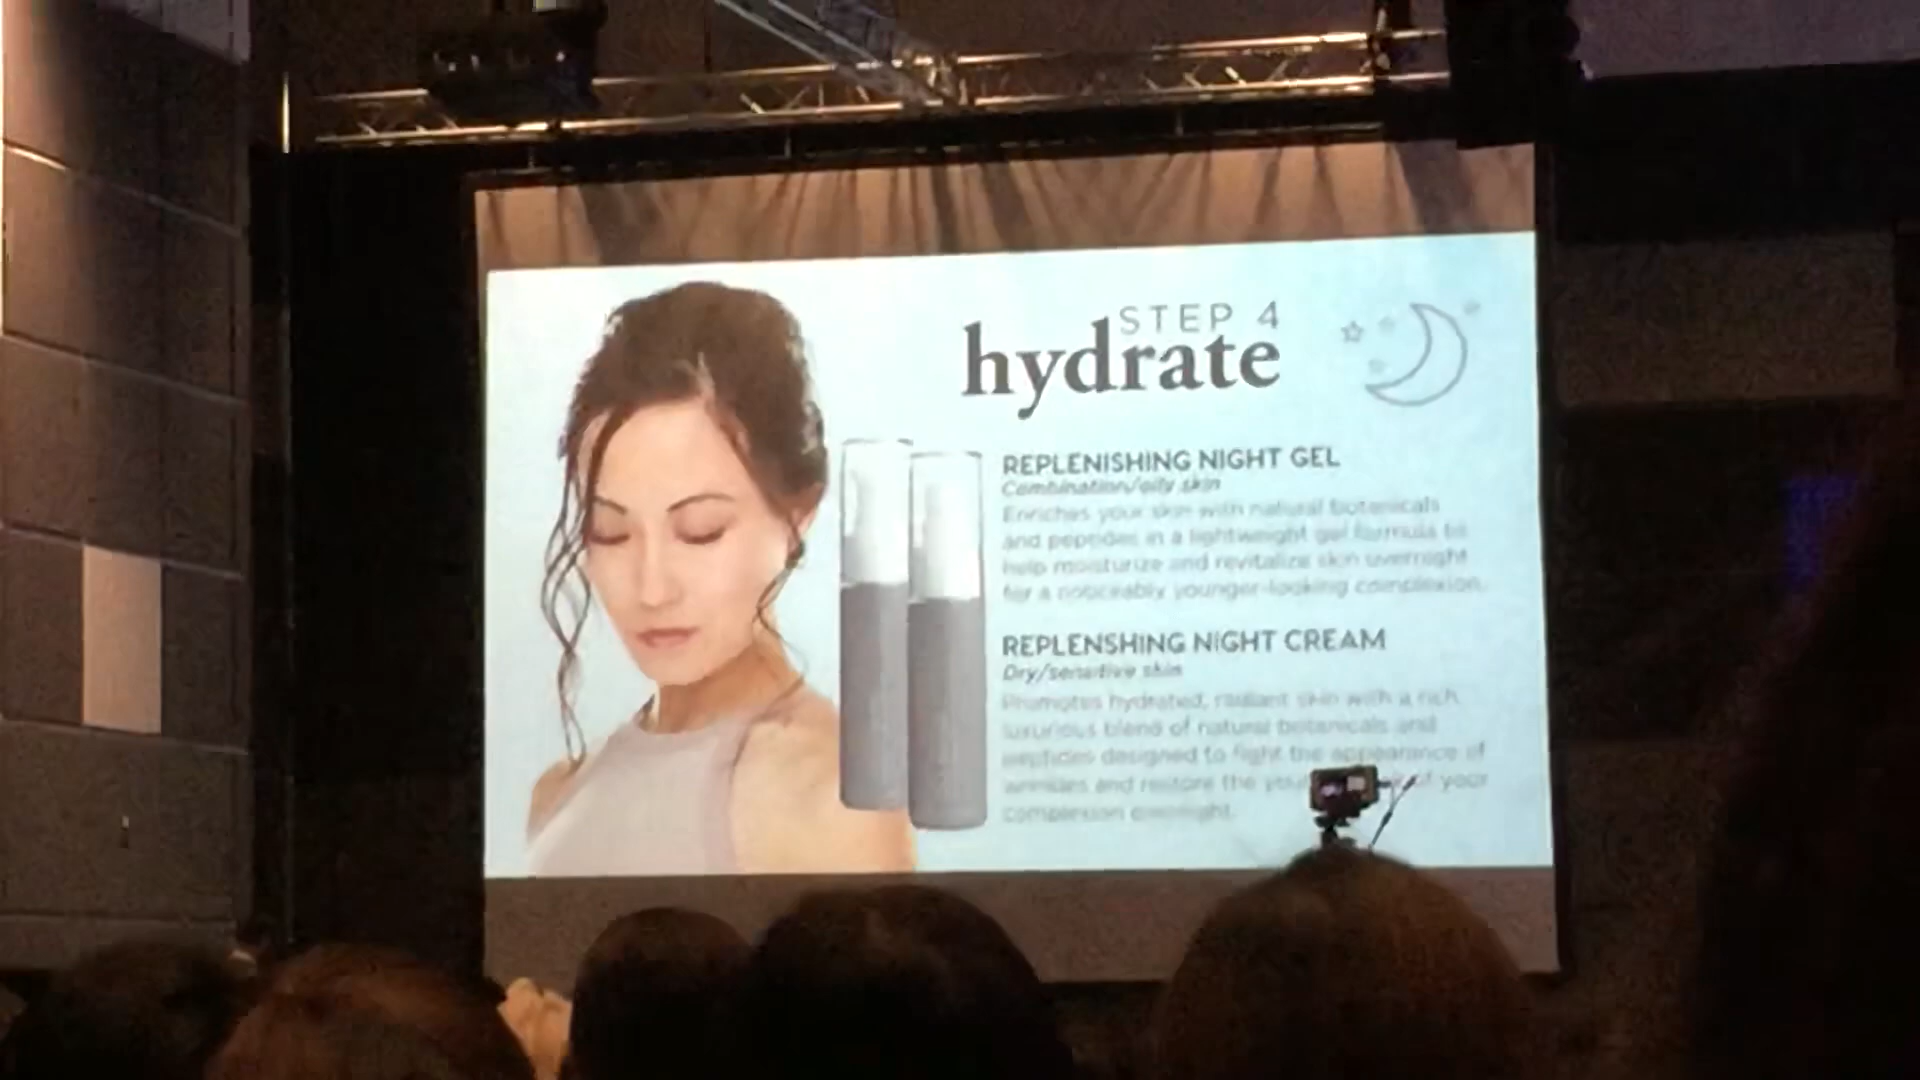 STEP 4
hydrate
REPLENISHING NIGHT GEL
Combination/oily skin
Enriches your skin with natural botanicals
and peptides in a lightweight gel formula to
help moisturize and revitalize skin overnight
for a noticeably younger-looking complexion.
REPLENSHING NIGHT CREAM
Dry/sensitive skin
Promotes hydrated, radiant skin with a rich
luxurious blend of natural botanicals and
peptides designed to fight the appearance of
wrinkles and restore the of your
complexion overnight.